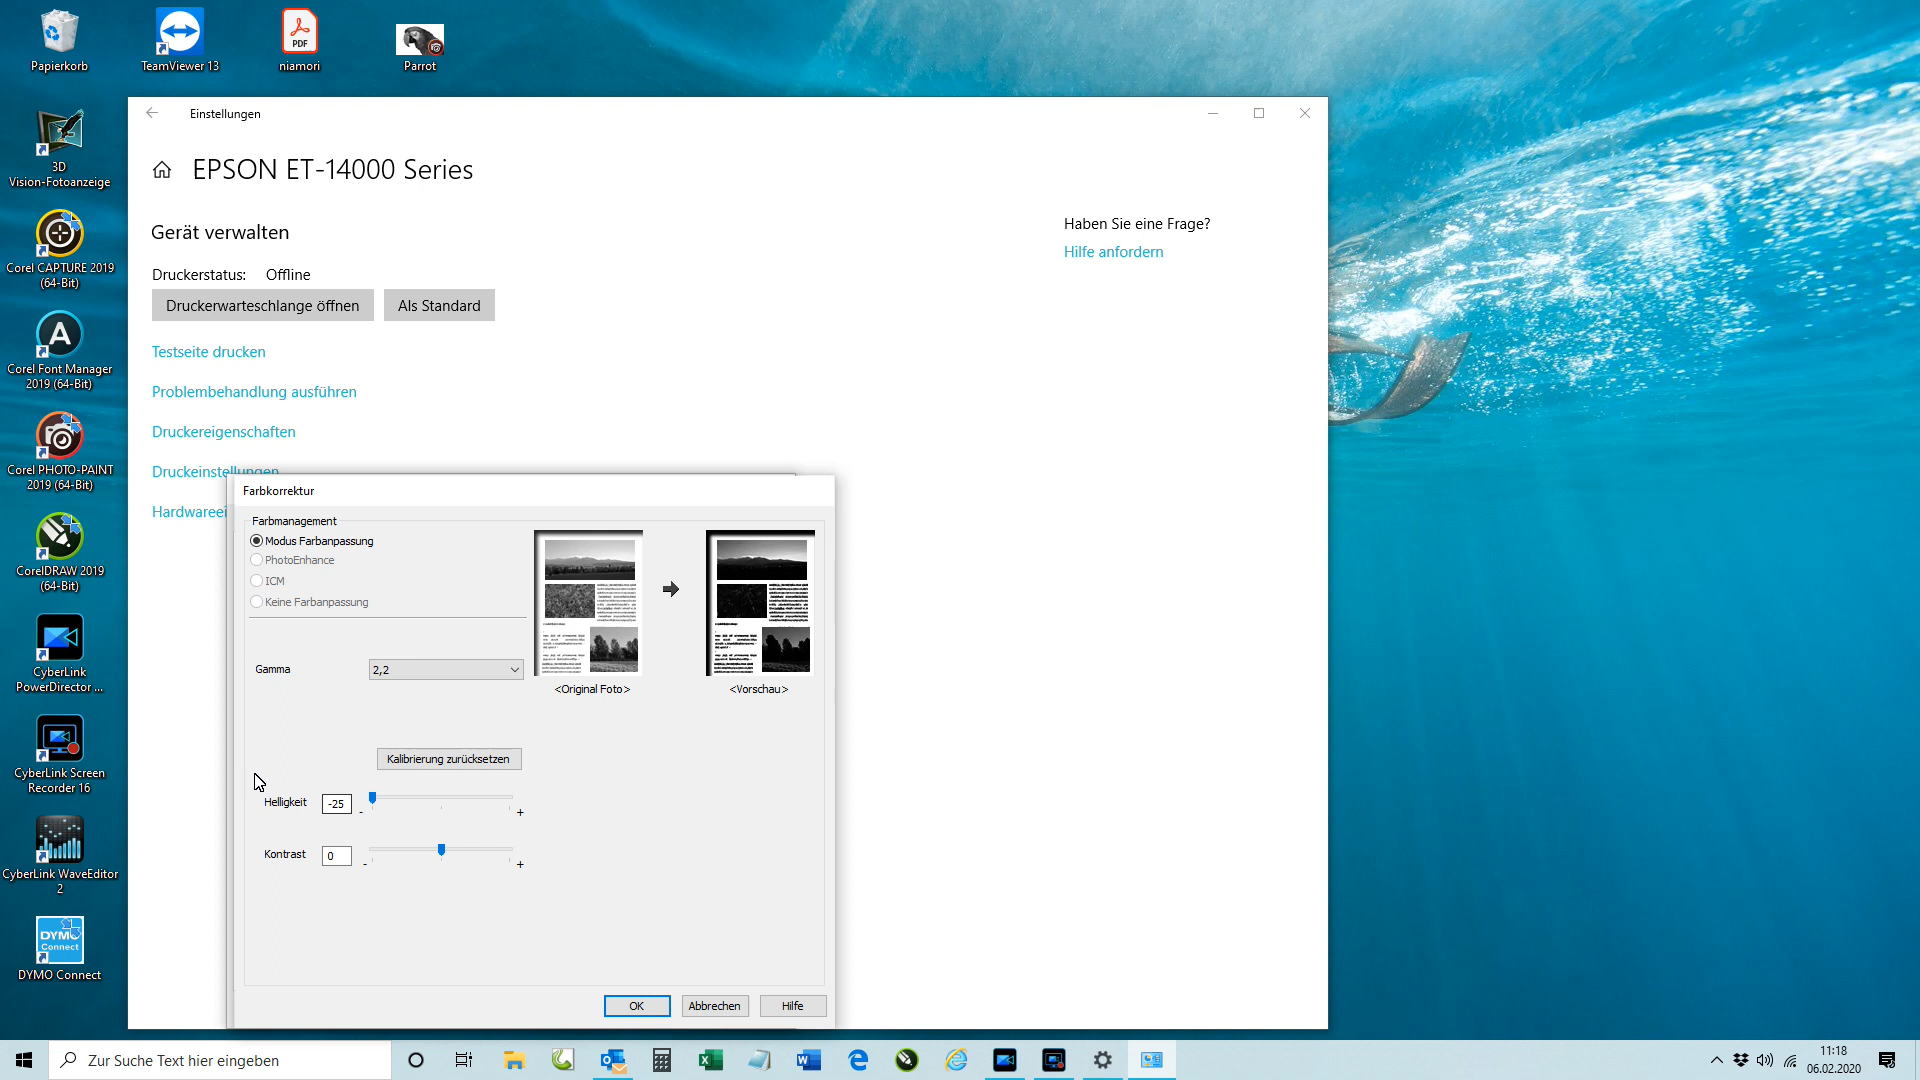 Papierkorb
TeamViewer 13
PDF
niamori
Parrot
3D
Vision-Fotoanzeige
Corel CAPTURE 2019
(64-Bit)
Corel Font Manager
2019 (64-Bit)
Corel PHOTO-PAINT
2019 (64-Bit)
CorelDRAW 2019
(64-Bit)
CyberLink
PowerDirector ...
CyberLink Screen
Recorder 16
CyberLink WaveEditor
2
DYMO
Connect
DYMO Connect
Einstellungen
EPSON ET-14000 Series
Gerät verwalten
Druckerstatus: Offline
Druckerwarteschlange öffnen
Als Standard
Testseite drucken
Problembehandlung ausführen
Druckereigenschaften
Druckeinstellungen
Hardwareei
Haben Sie eine Frage?
Hilfe anfordern
Farbkorrektur
Farbmanagement
Modus Farbanpassung
PhotoEnhance
ICM
Keine Farbanpassung
Gamma
2,2
<Original Foto>
<Vorschau>
Kalibrierung zurücksetzen
Helligkeit
-25
-
+
Kontrast
0
-
+
OK
Abbrechen
Hilfe
Zur Suche Text hier eingeben
11:18
06.02.2020